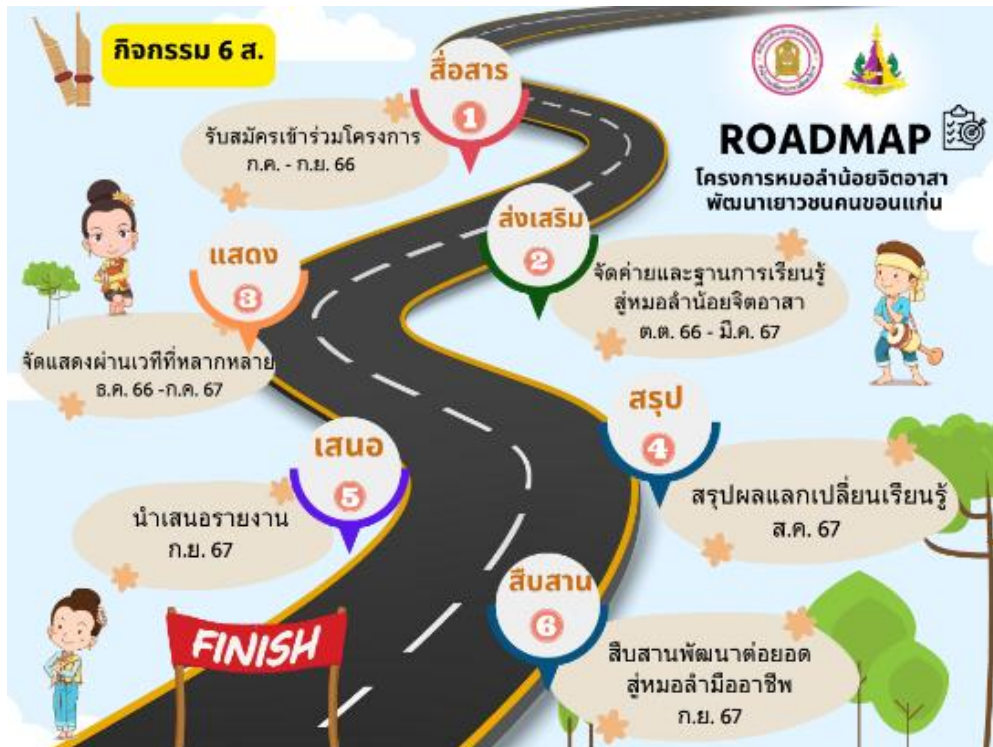 กิจกรรม 6 ส.
ROADMAP
โครงการหมอลำน้อยจิตอาสา
พัฒนาเยาวชนคนขอนแก่น
สื่อสาร
1
รับสมัครเข้าร่วมโครงการ
ก.ค. - ก.ย. 66
ส่งเสริม
2
จัดค่ายและฐานการเรียนรู้
สู่หมอลำน้อยจิตอาสา
ต.ต. 66 - มี.ค. 67
แสดง
3
จัดแสดงผ่านเวทีที่หลากหลาย
ธ.ค. 66 -ก.ค. 67
สรุป
4
สรุปผลแลกเปลี่ยนเรียนรู้
ส.ค. 67
เสนอ
5
นำเสนอรายงาน
ก.ย. 67
สืบสาน
6
สืบสานพัฒนาต่อยอด
สู่หมอลำมืออาชีพ
ก.ย. 67
FINISH